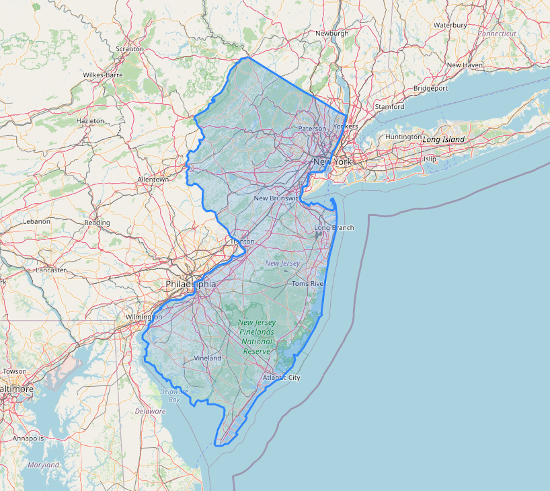 Newburgh
Waterbury
Connecticut
Scranton
New Haven
Wilkes-Barre
Bridgeport
Stamford
Hazleton
Paterson
Yonkers
Huntington
Long Island
Islip
New York
Allentown
New Brunswick
Lebanon
Reading
Long Branch
Trenton
New Jersey
Lancaster
Philadelphia
Toms River
Wilmington
New Jersey
Pinelands
National
Reserve
Vineland
Towson
Atlantic City
Baltimore
Delaware
Bay
Delaware
Annapolis
Maryland